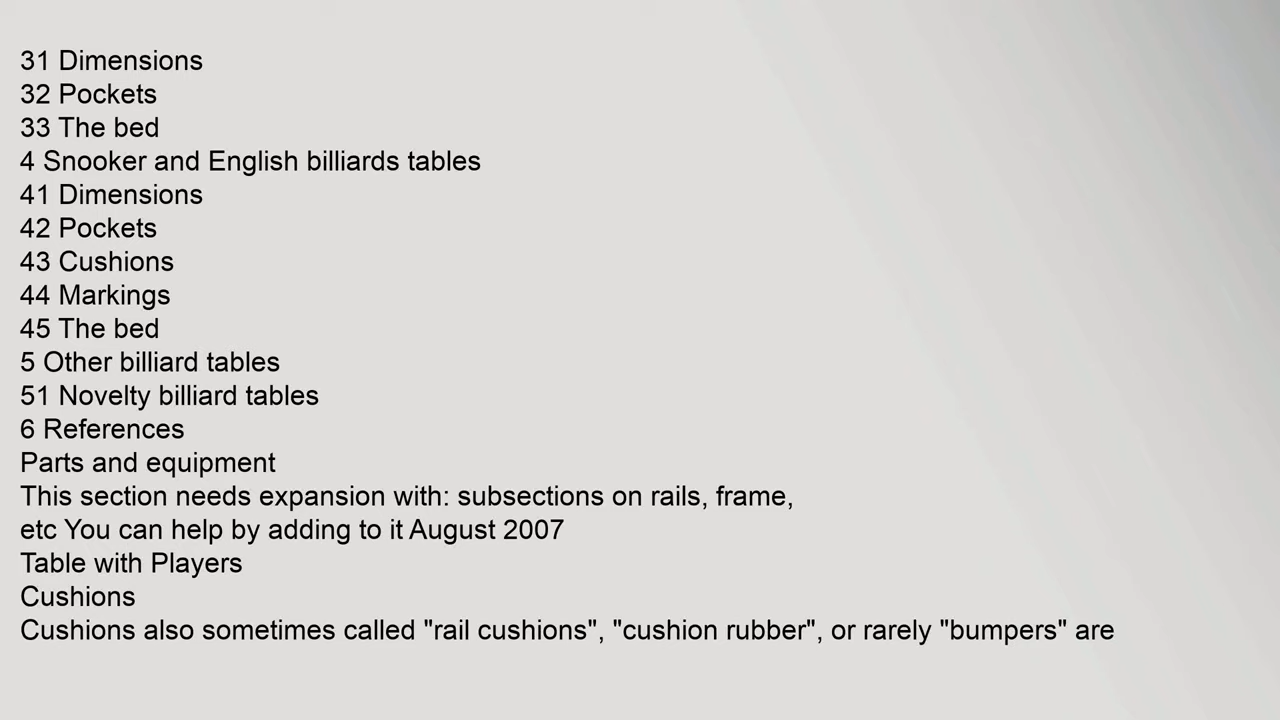 31 Dimensions
32 Pockets
33 The bed
4 Snooker and English billiards tables
41 Dimensions
42 Pockets
43 Cushions
44 Markings
45 The bed
5 Other billiard tables
51 Novelty billiard tables
6 References
Parts and equipment
This section needs expansion with: subsections on rails, frame,
etc You can help by adding to it August 2007
Table with Players
Cushions
Cushions also sometimes called "rail cushions", "cushion rubber", or rarely "bumpers" are